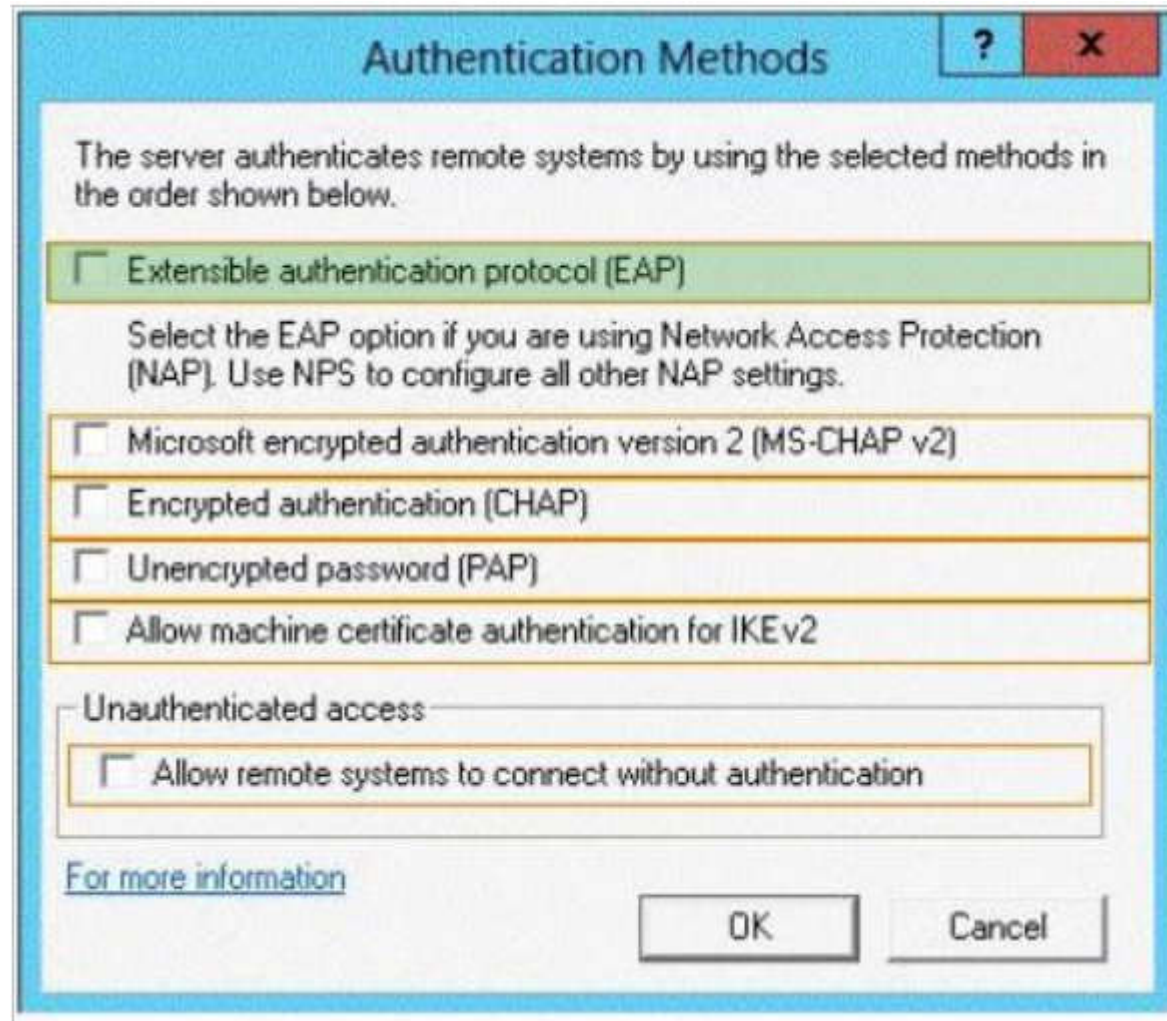 Authentication Methods
?
x
The server authenticates remote systems by using the selected methods in
the order shown below.
Extensible authentication protocol (EAP)
Select the EAP option if you are using Network Access Protection
(NAP). Use NPS to configure all other NAP settings.
Microsoft encrypted authentication version 2 (MS-CHAP v2)
Encrypted authentication (CHAP)
Unencrypted password (PAP)
Allow machine certificate authentication for IKEv2
Unauthenticated access
Allow remote systems to connect without authentication
For more information
OK
Cancel